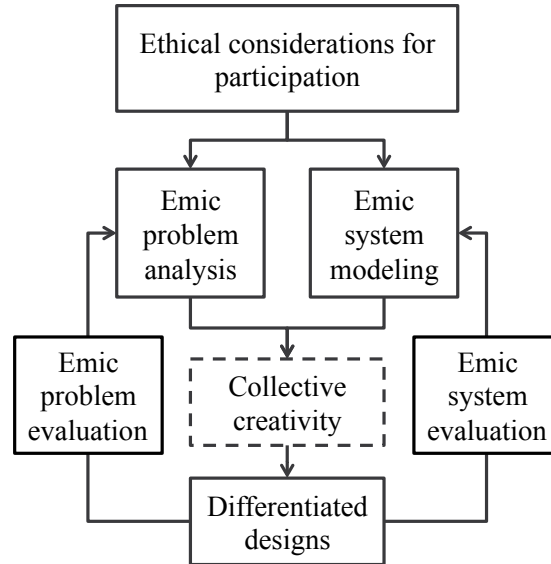 Ethical considerations for
participation
Emic
problem
analysis
Emic
system
modeling
Emic
problem
evaluation
Collective
creativity
Emic
system
evaluation
Differentiated
designs